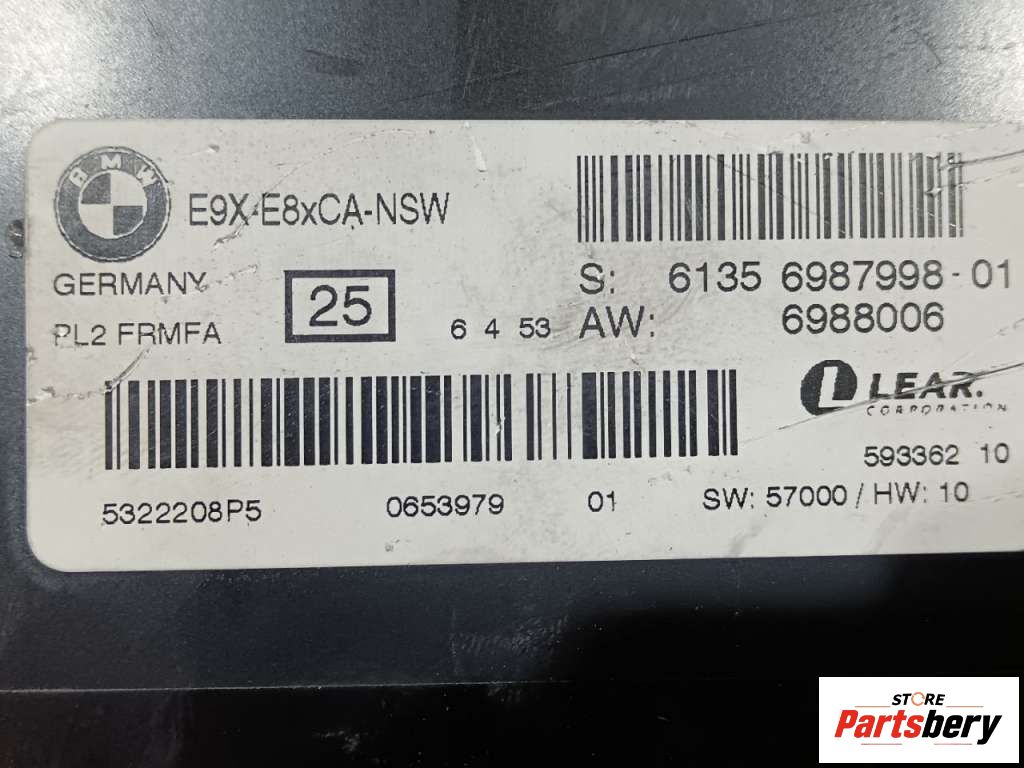 BMW
E9X-E8xCA-NSW
GERMANY
25
PL2 FRMFA
6 4 53
S: 6135 6987998-01
AW: 6988006
LEAR.
CORPORATION
593362 10
5322208P5 0653979 01 SW: 57000 / HW: 10
STORE
Partsbery